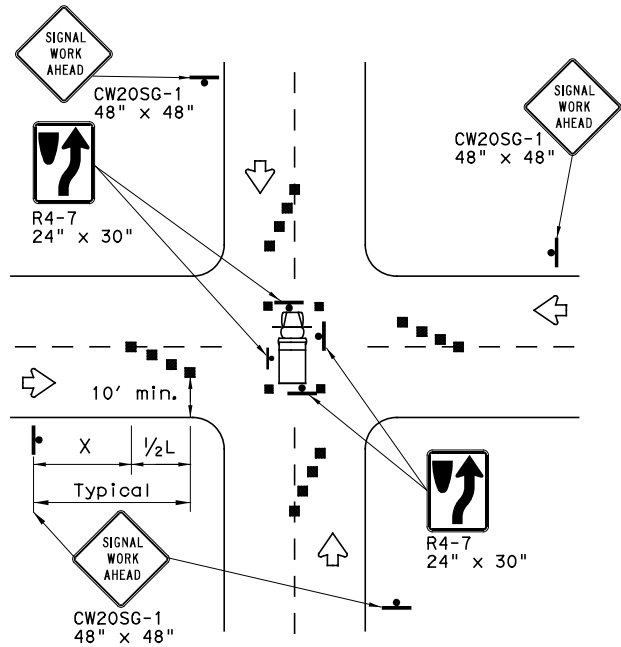 SIGNAL
WORK
AHEAD
CW20SG-1
48" x 48"
R4-7
24" x 30"
SIGNAL
WORK
AHEAD
CW20SG-1
48" x 48"
10' min.
X
1/2L
Typical
SIGNAL
WORK
AHEAD
CW20SG-1
48" x 48"
R4-7
24" x 30"